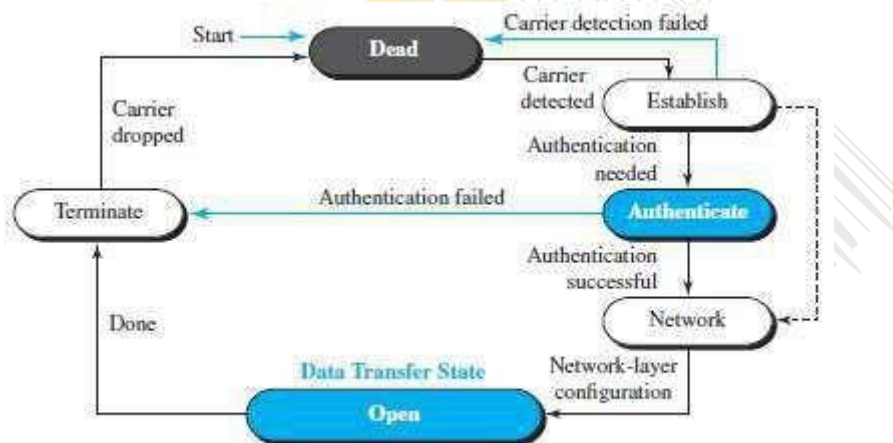 Carrier detection failed
Start
Dead
Carrier
detected
Establish
Carrier
dropped
Authentication
needed
Authentication failed
Terminate
Authenticate
Authentication
successful
Network
Done
Data Transfer State
Network-layer
configuration
Open